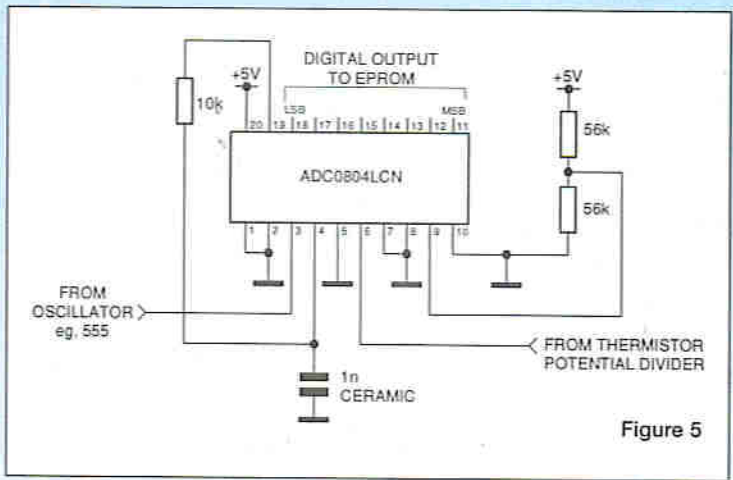 DIGITAL OUTPUT
TO EPROM
+5V
+5V
10k
LSB
MSB
20 19 18 17 16 15 14 13 12 11
56k
ADC0804LCN
56k
1 2 3 4 5 6 7 8 9 10
FROM
OSCILLATOR
eg. 555
FROM THERMISTOR
POTENTIAL DIVIDER
1n
CERAMIC
Figure 5